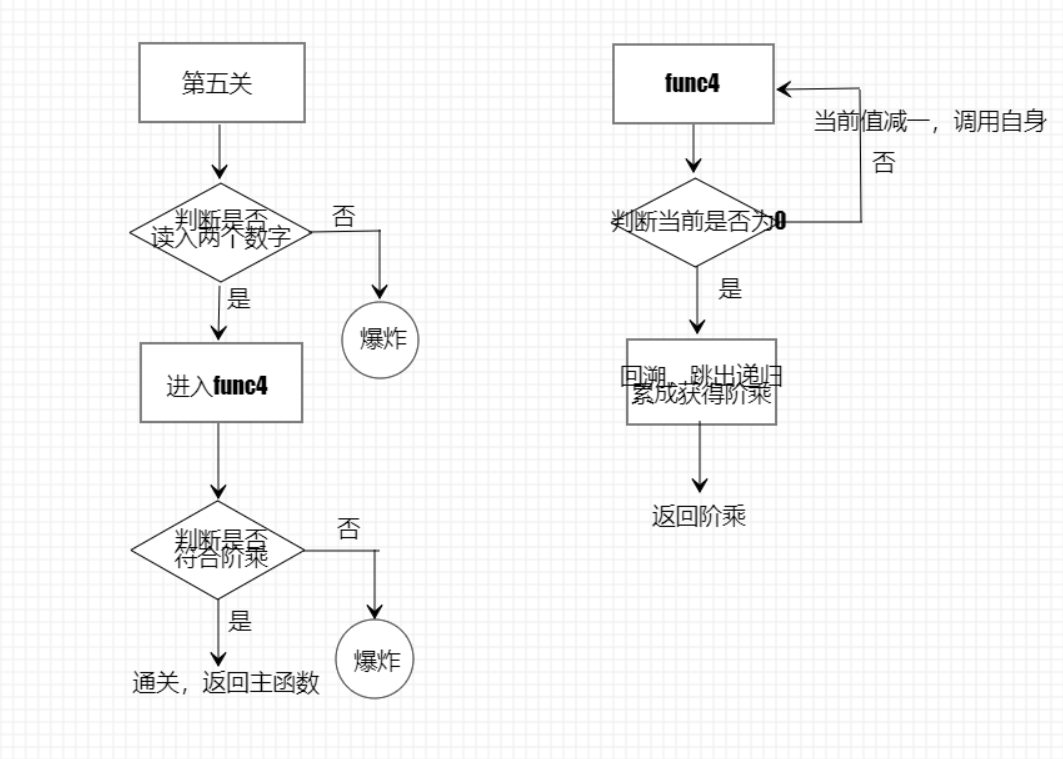 第五关
判断是否
读入两个数字
否
是
爆炸
进入func4
判断是否
符合阶乘
否
是
爆炸
通关，返回主函数
func4
当前值减一，调用自身
否
判断当前是否为0
是
回溯，跳出递归
累成获得阶乘
返回阶乘